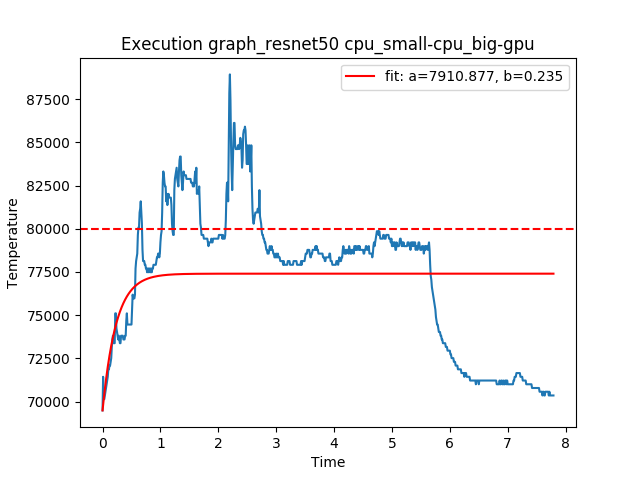 Execution graph_resnet50 cpu_small-cpu_big-gpu
fit: a=7910.877, b=0.235
87500
85000
82500
80000
77500
75000
72500
70000
Temperature
0 1 2 3 4 5 6 7 8
Time